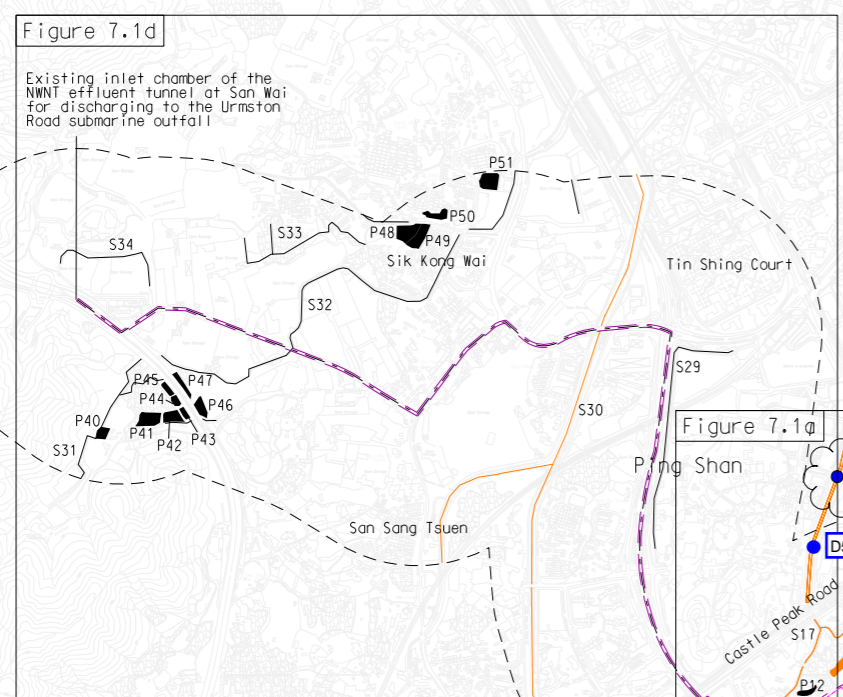 Figure 7.1d
Existing inlet chamber of the
NWNT effluent tunnel at San Wai
for discharging to the Urmston
Road submarine outfall
P51
P50
P48
P49
S33
S34
Sik Kong Wai
Tin Shing Court
S32
S29
P45
P47
P44
P46
P40
P41
P42
P43
S31
S30
Figure 7.1a
Ping Shan
San Sang Tsuen
Castle Peak Road
S17
P12